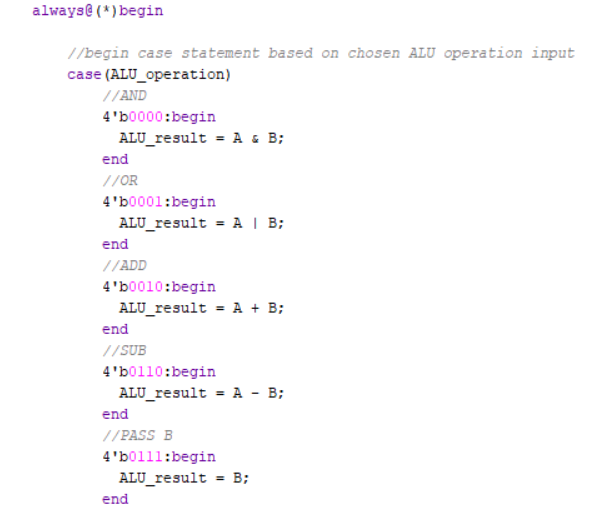 always@(*)begin
//begin case statement based on chosen ALU operation input
case(ALU_operation)
//AND
4'b0000:begin
ALU_result = A & B;
end
//OR
4'b0001:begin
ALU_result = A | B;
end
//ADD
4'b0010:begin
ALU_result = A + B;
end
//SUB
4'b0110:begin
ALU_result = A - B;
end
//PASS B
4'b0111:begin
ALU_result = B;
end